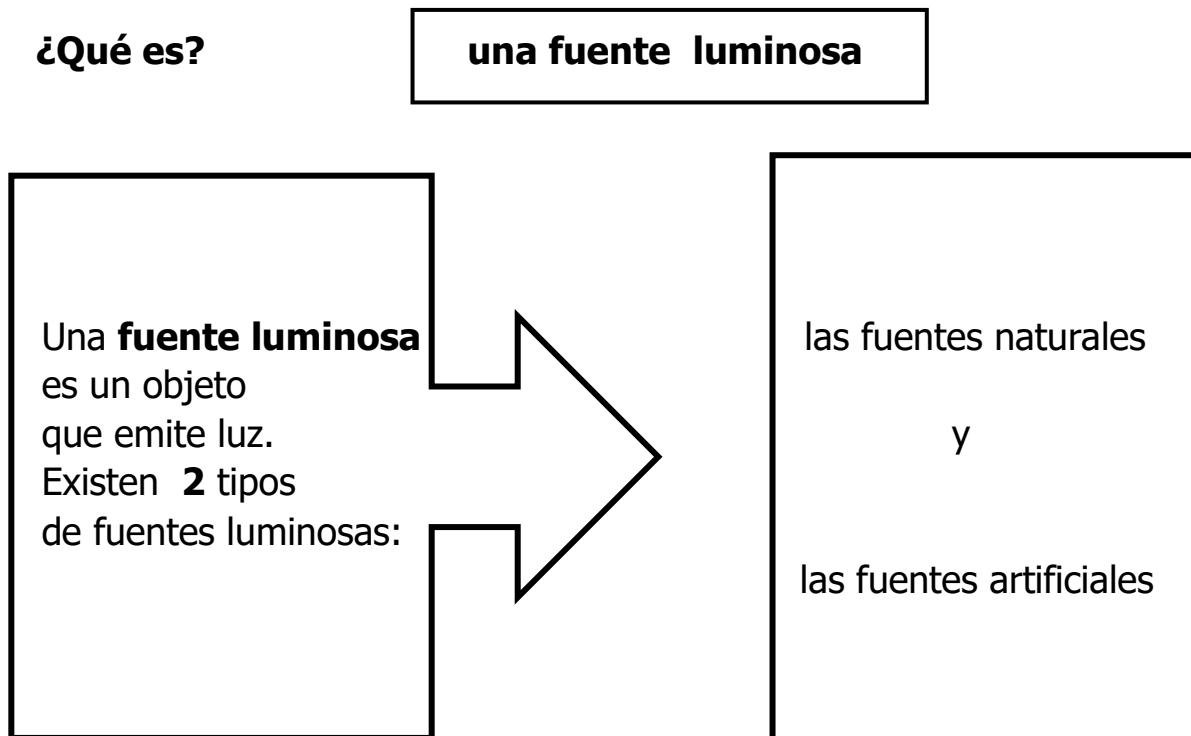 ¿Qué es?
una fuente luminosa
Una fuente luminosa
es un objeto
que emite luz.
Existen 2 tipos
de fuentes luminosas:
las fuentes naturales
y
las fuentes artificiales